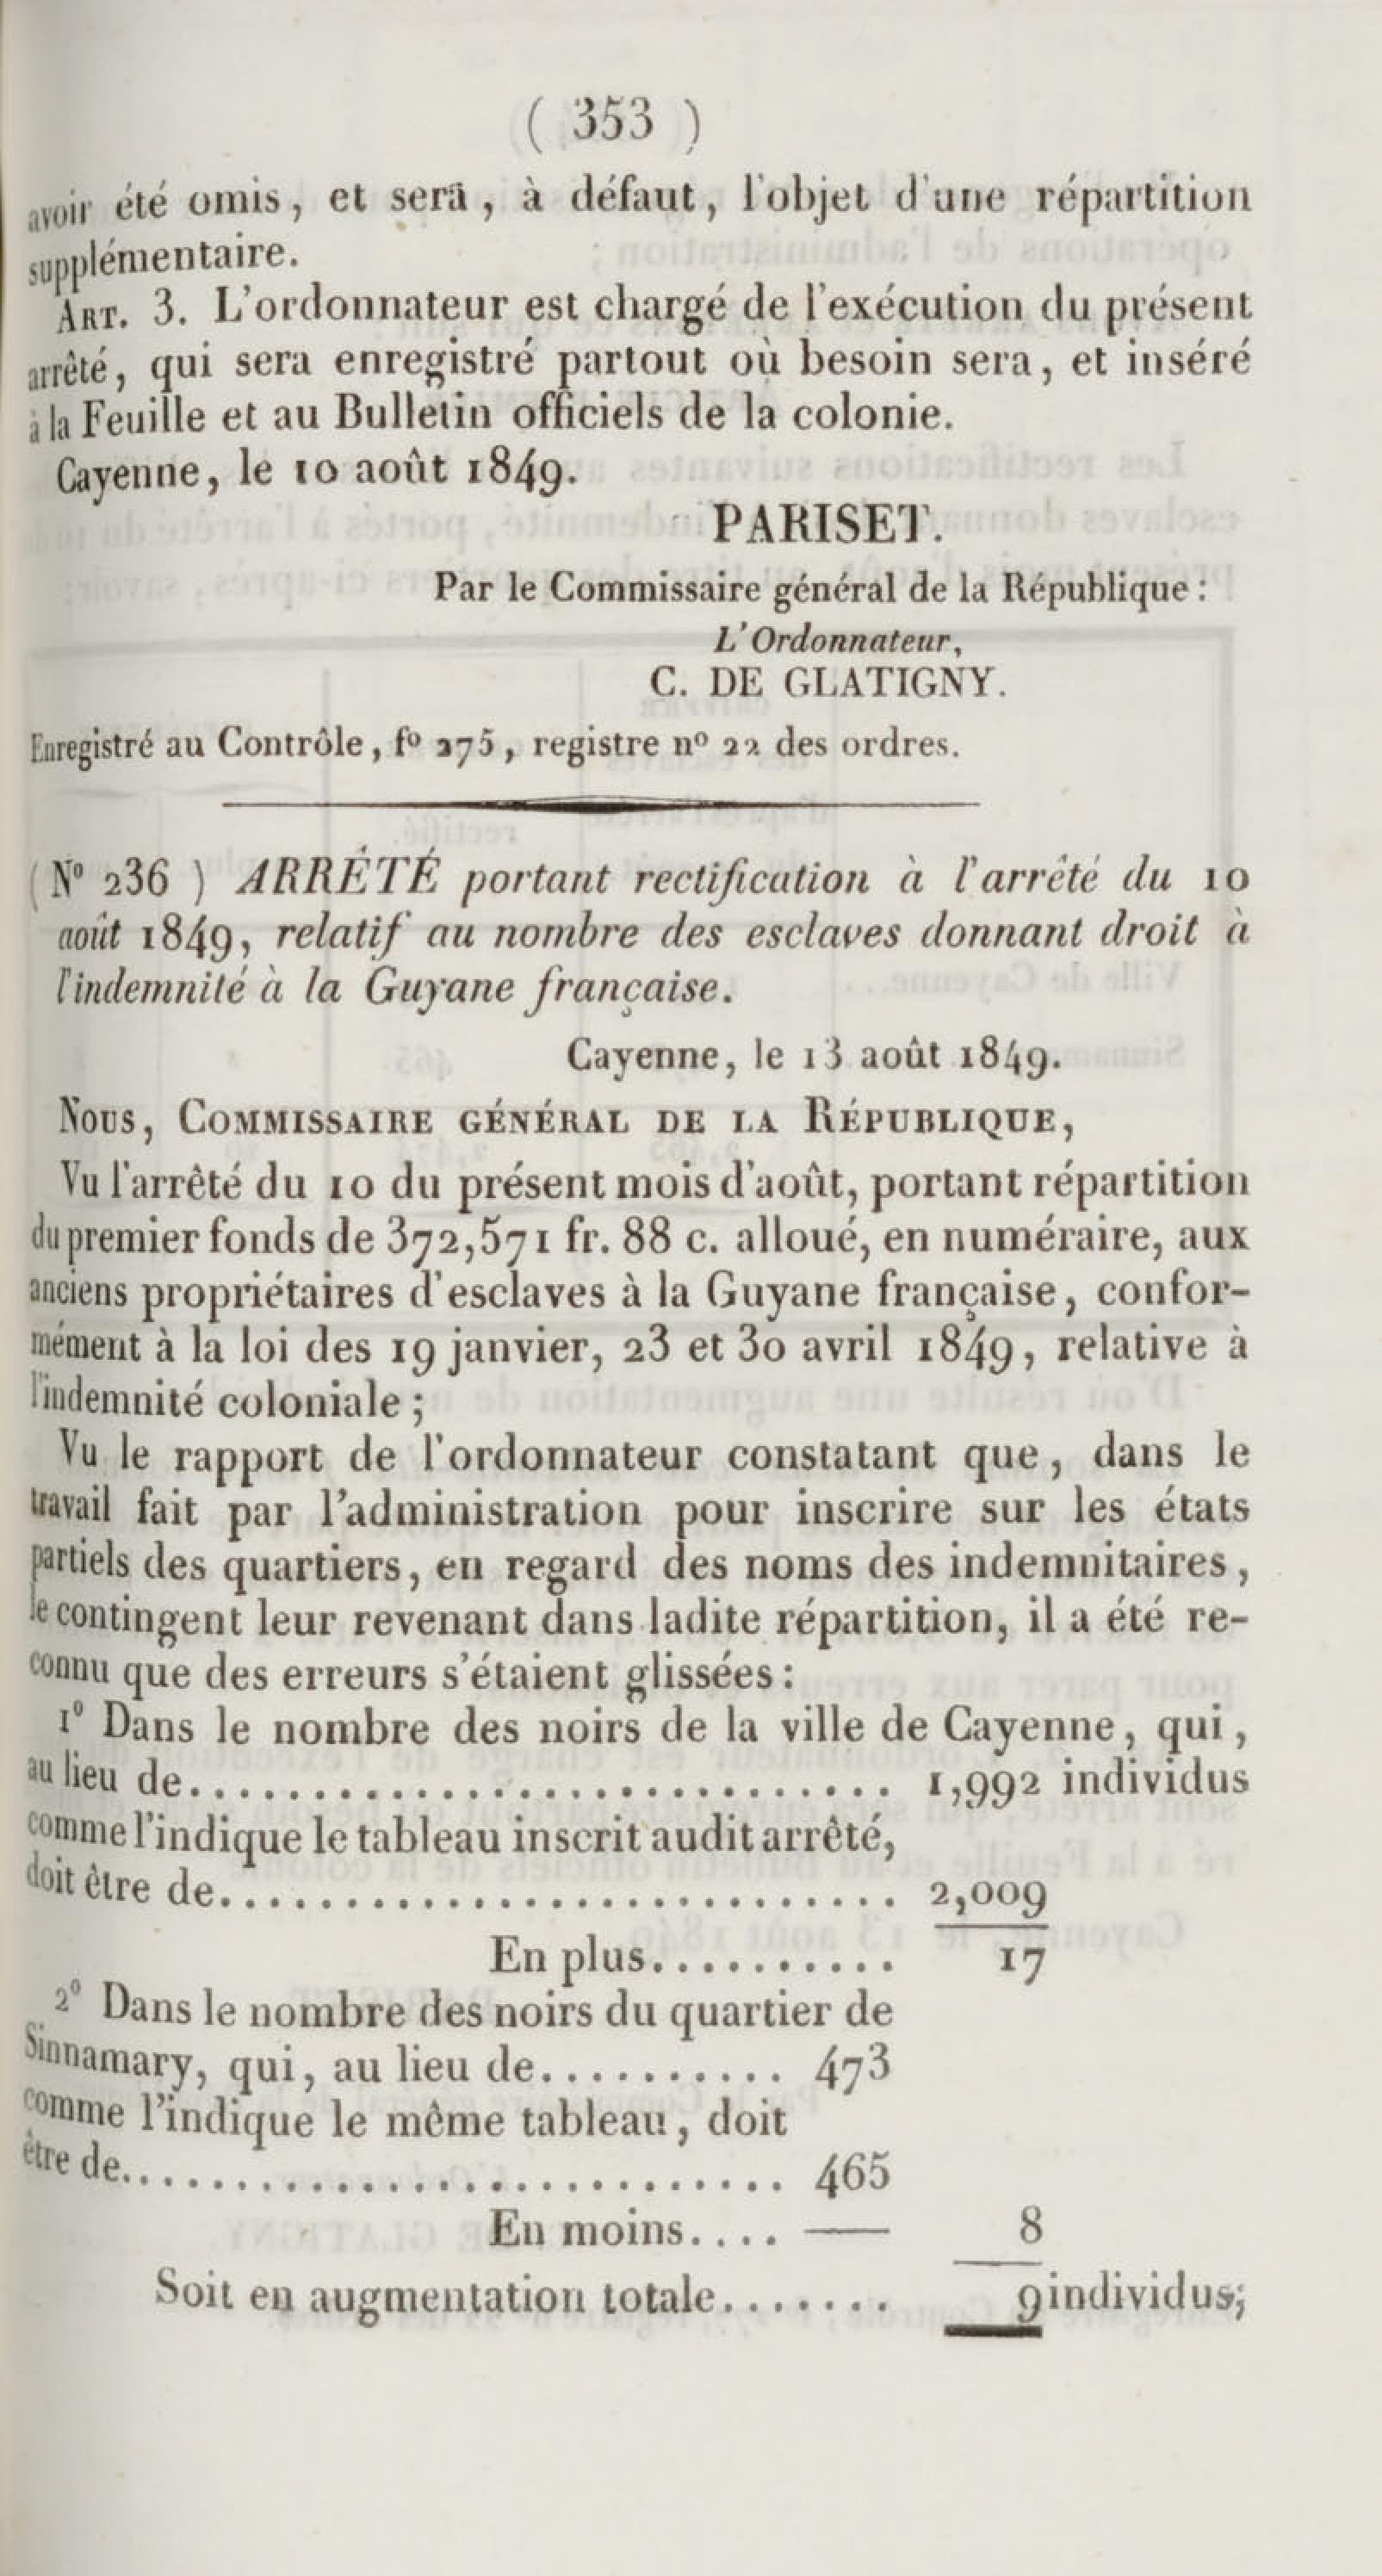 ( 353 )
avoir été omis, et sera, à défaut, l'objet d'une répartition
supplémentaire.
ART. 3. L'ordonnateur est chargé de l'exécution du présent
arrêté, qui sera enregistré partout où besoin sera, et inséré
à la Feuille et au Bulletin officiels de la colonie.
Cayenne, le 10 août 1849.
PARISET.
Par le Commissaire général de la République :
L'Ordonnateur,
C. DE GLATIGNY.
Enregistré au Contrôle, fº 275, registre nº 22 des ordres.
( Nº 236 ) ARRÊTÉ portant rectification à l'arrêté du 10
août 1849, relatif au nombre des esclaves donnant droit à
l'indemnité à la Guyane française.
Cayenne, le 13 août 1849.
NOUS, COMMISSAIRE GÉNÉRAL DE LA RÉPUBLIQUE,
Vu l'arrêté du 10 du présent mois d'août, portant répartition
du premier fonds de 372,571 fr. 88 c. alloué, en numéraire, aux
anciens propriétaires d'esclaves à la Guyane française, confor-
mément à la loi des 19 janvier, 23 et 30 avril 1849, relative à
l'indemnité coloniale ;
Vu le rapport de l'ordonnateur constatant que, dans le
travail fait par l'administration pour inscrire sur les états
partiels des quartiers, en regard des noms des indemnitaires,
le contingent leur revenant dans ladite répartition, il a été re-
connu que des erreurs s'étaient glissées :
1º Dans le nombre des noirs de la ville de Cayenne, qui,
au lieu de............................ 1,992 individus
comme l'indique le tableau inscrit audit arrêté,
doit être de........................... 2,009
En plus.......... 17
2º Dans le nombre des noirs du quartier de
Sinnamary, qui, au lieu de.......... 473
comme l'indique le même tableau, doit
être de.......................... 465
En moins.... — 8
Soit en augmentation totale....... 9 individus;